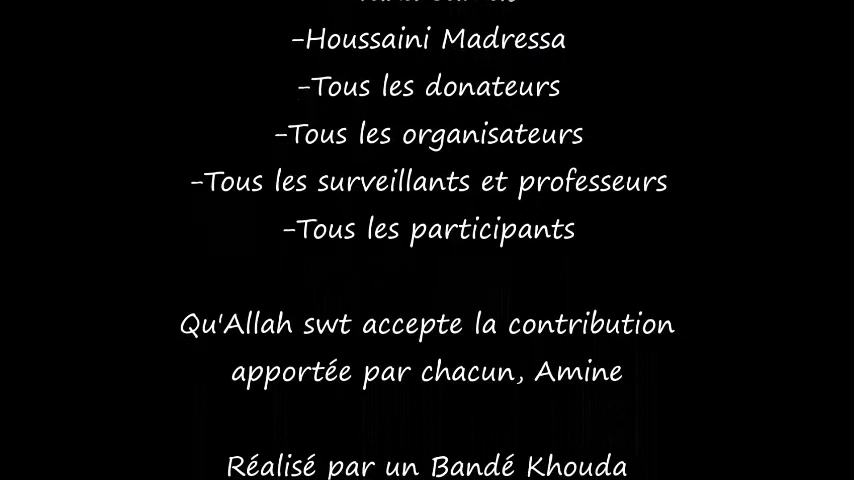 -Houssaini Madressa
-Tous les donateurs
-Tous les organisateurs
-Tous les surveillants et professeurs
-Tous les participants
Qu'Allah swt accepte la contribution
apportée par chacun, Amine
Réalisé par un Bandé Khouda